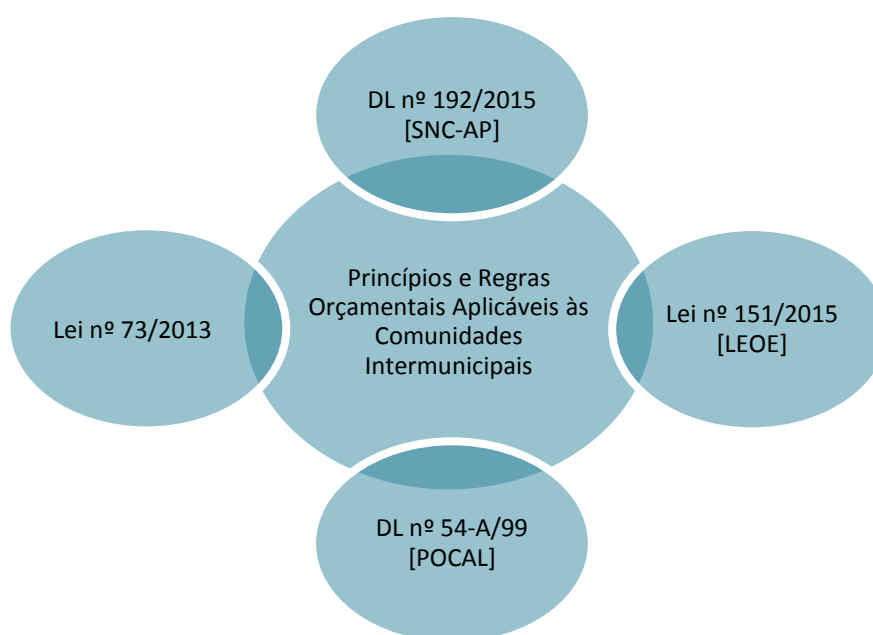 DL nº 192/2015
[SNC-AP]
Princípios e Regras
Orçamentais Aplicáveis às
Comunidades
Intermunicipais
Lei nº 73/2013
Lei nº 151/2015
[LEOE]
DL nº 54-A/99
[POCAL]